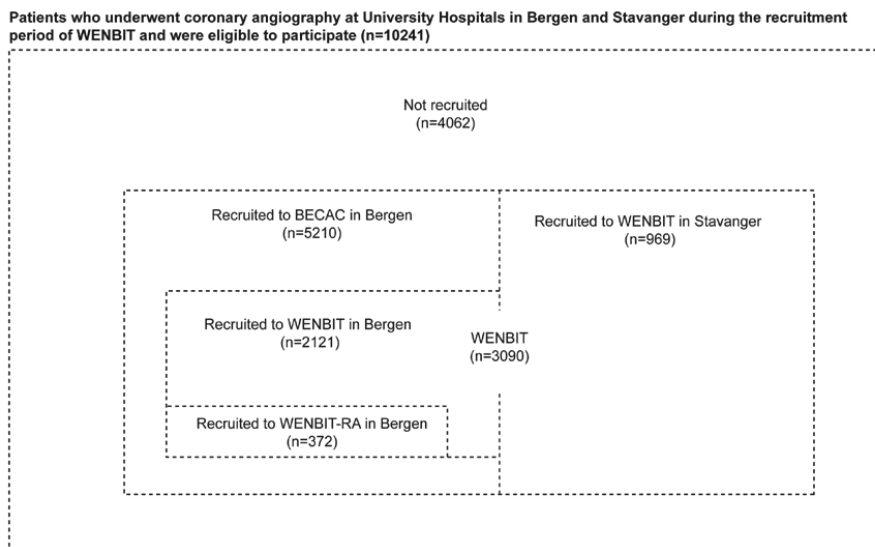 Patients who underwent coronary angiography at University Hospitals in Bergen and Stavanger during the recruitment
period of WENBIT and were eligible to participate (n=10241)
Not recruited
(n=4062)
Recruited to BECAC in Bergen
(n=5210)
Recruited to WENBIT in Stavanger
(n=969)
Recruited to WENBIT in Bergen
(n=2121)
WENBIT
(n=3090)
Recruited to WENBIT-RA in Bergen
(n=372)